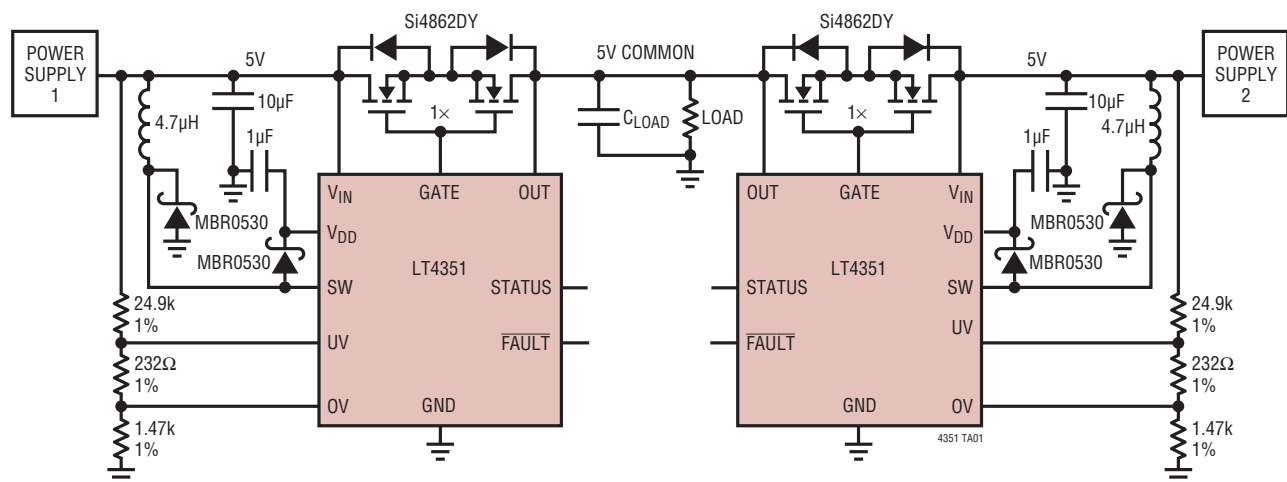 Si4862DY
Si4862DY
POWER
SUPPLY
1
5V
5V COMMON
5V
POWER
SUPPLY
2
10µF
4.7µH
1µF
1×
CLOAD
LOAD
1×
10µF
4.7µH
1µF
VIN
GATE
OUT
OUT
GATE
VIN
MBR0530
VDD
VDD
MBR0530
MBR0530
LT4351
LT4351
MBR0530
SW
STATUS
STATUS
SW
24.9k
1%
24.9k
1%
UV
FAULT
FAULT
UV
232Ω
1%
232Ω
1%
OV
GND
GND
OV
1.47k
1%
4351 TA01
1.47k
1%